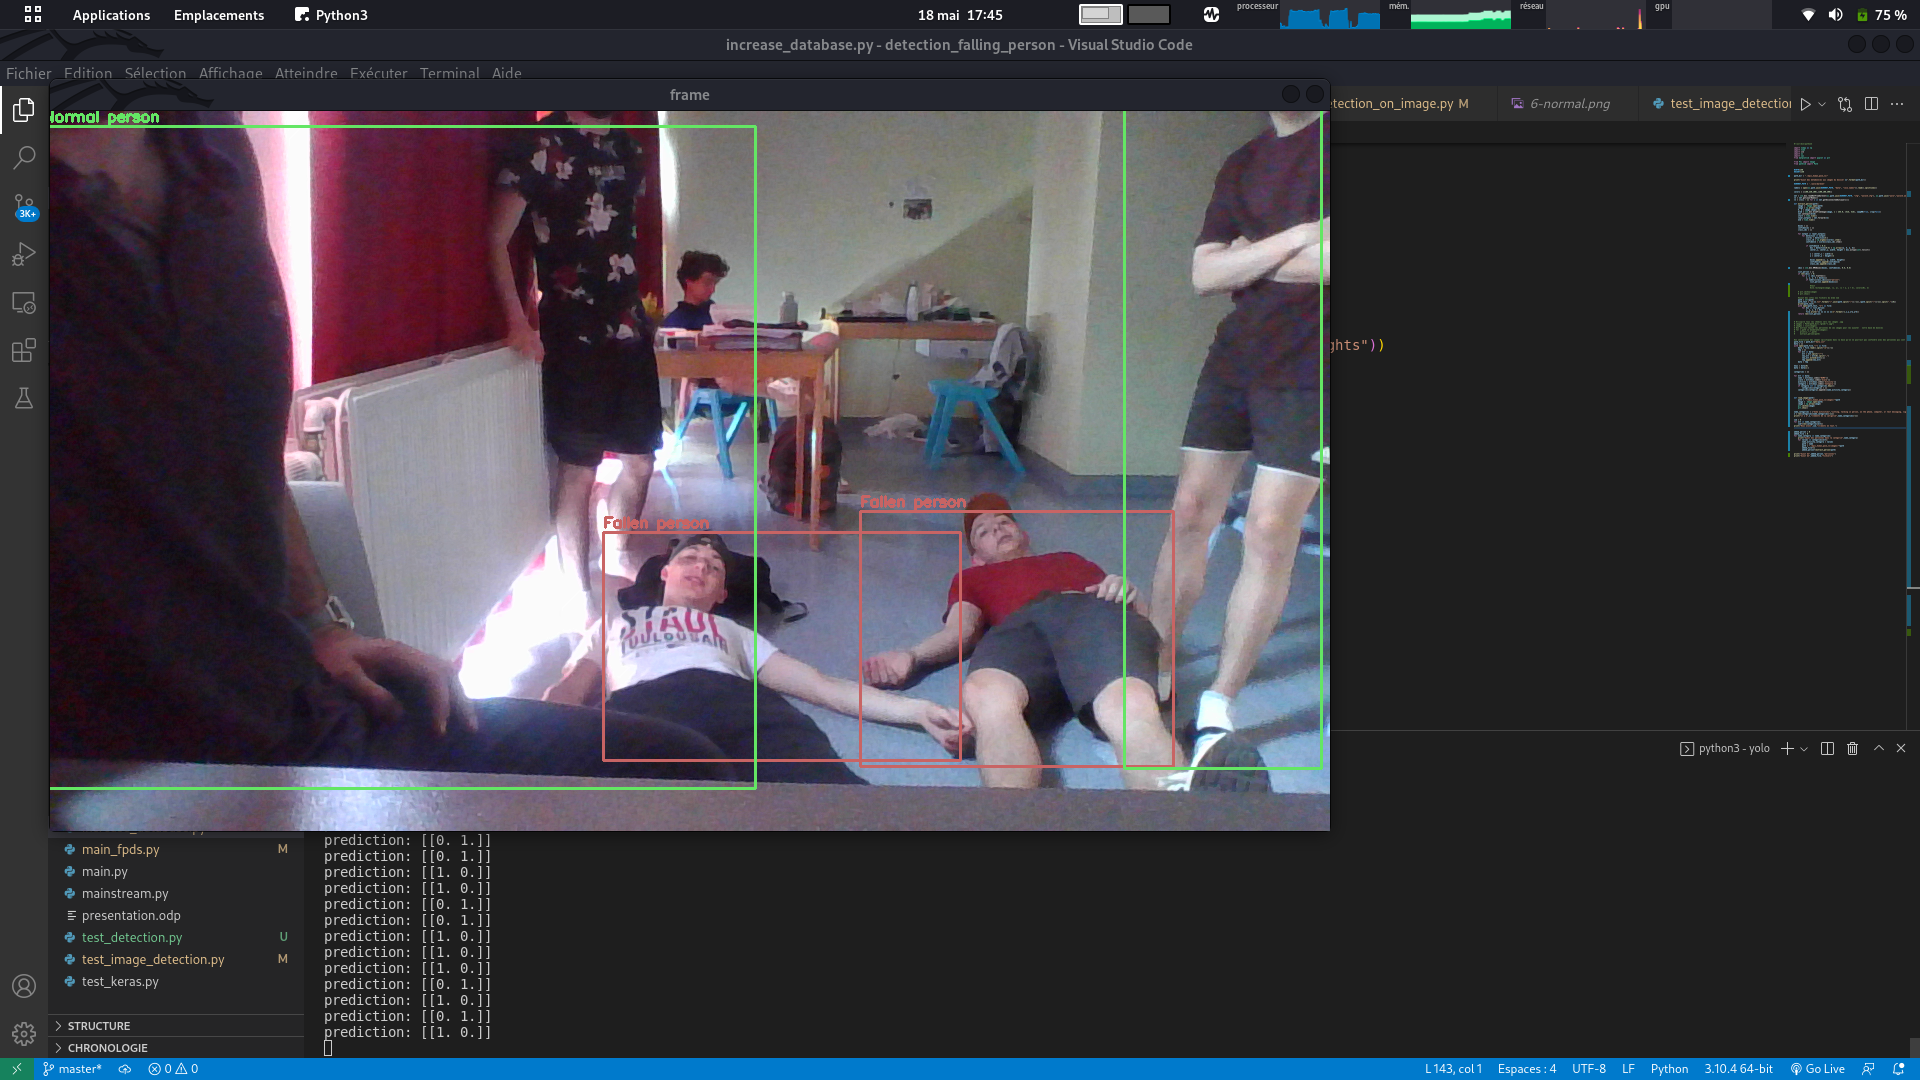 Applications Emplacements Python3 18 mai 17:45 processeur mém. réseau gpu 75 %
increase_database.py - detection_falling_person - Visual Studio Code
Fichier Edition Sélection Affichage Atteindre Exécuter Terminal Aide
frame
etection_on_image.py M 6-normal.png test_image_detection
Normal person
3K+
ghts"))
Fallen person
Fallen person
STADE
TOULOUSAIN
python3 - yolo
prediction: [[0. 1.]]
main_fpds.py M
prediction: [[0. 1.]]
main.py
prediction: [[1. 0.]]
mainstream.py
prediction: [[1. 0.]]
presentation.odp
prediction: [[0. 1.]]
prediction: [[0. 1.]]
test_detection.py U
prediction: [[1. 0.]]
test_image_detection.py M
prediction: [[1. 0.]]
prediction: [[1. 0.]]
test_keras.py
prediction: [[0. 1.]]
prediction: [[1. 0.]]
STRUCTURE
prediction: [[0. 1.]]
prediction: [[1. 0.]]
CHRONOLOGIE
master* 0 0 L 143, col 1 Espaces : 4 UTF-8 LF Python 3.10.4 64-bit Go Live